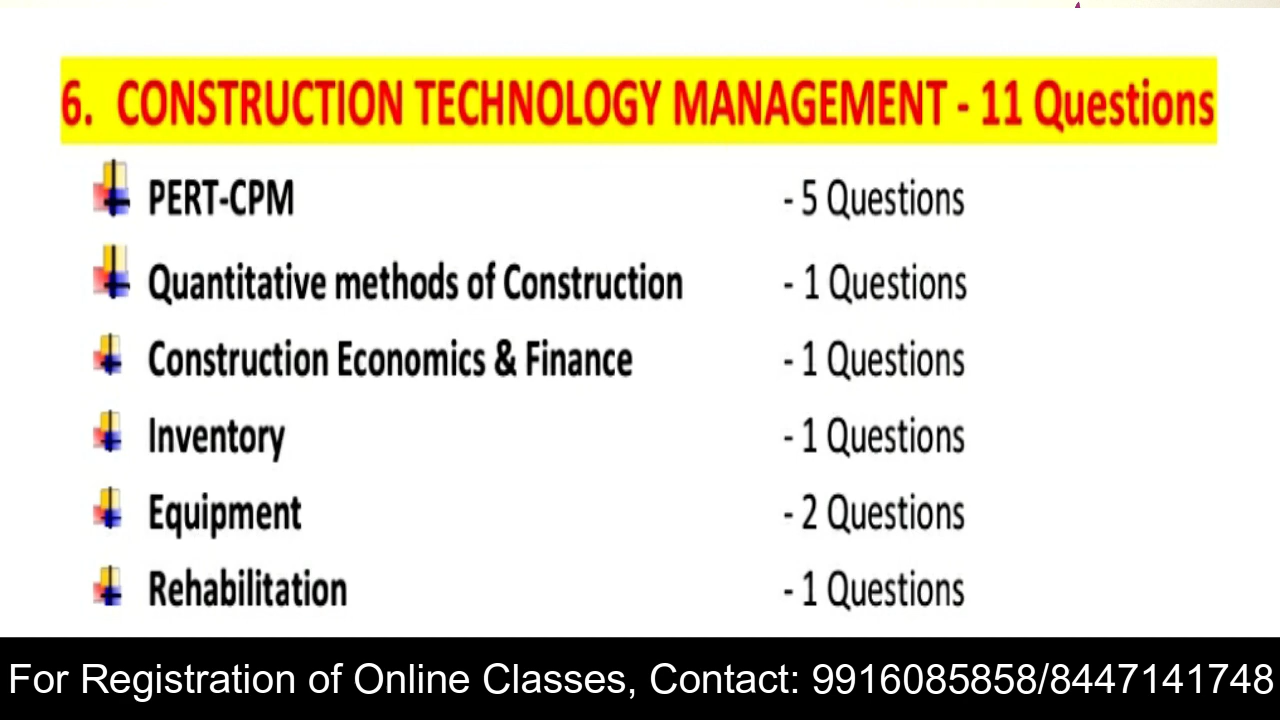 6. CONSTRUCTION TECHNOLOGY MANAGEMENT - 11 Questions
PERT-CPM - 5 Questions
Quantitative methods of Construction - 1 Questions
Construction Economics & Finance - 1 Questions
Inventory - 1 Questions
Equipment - 2 Questions
Rehabilitation - 1 Questions
For Registration of Online Classes, Contact: 9916085858/8447141748